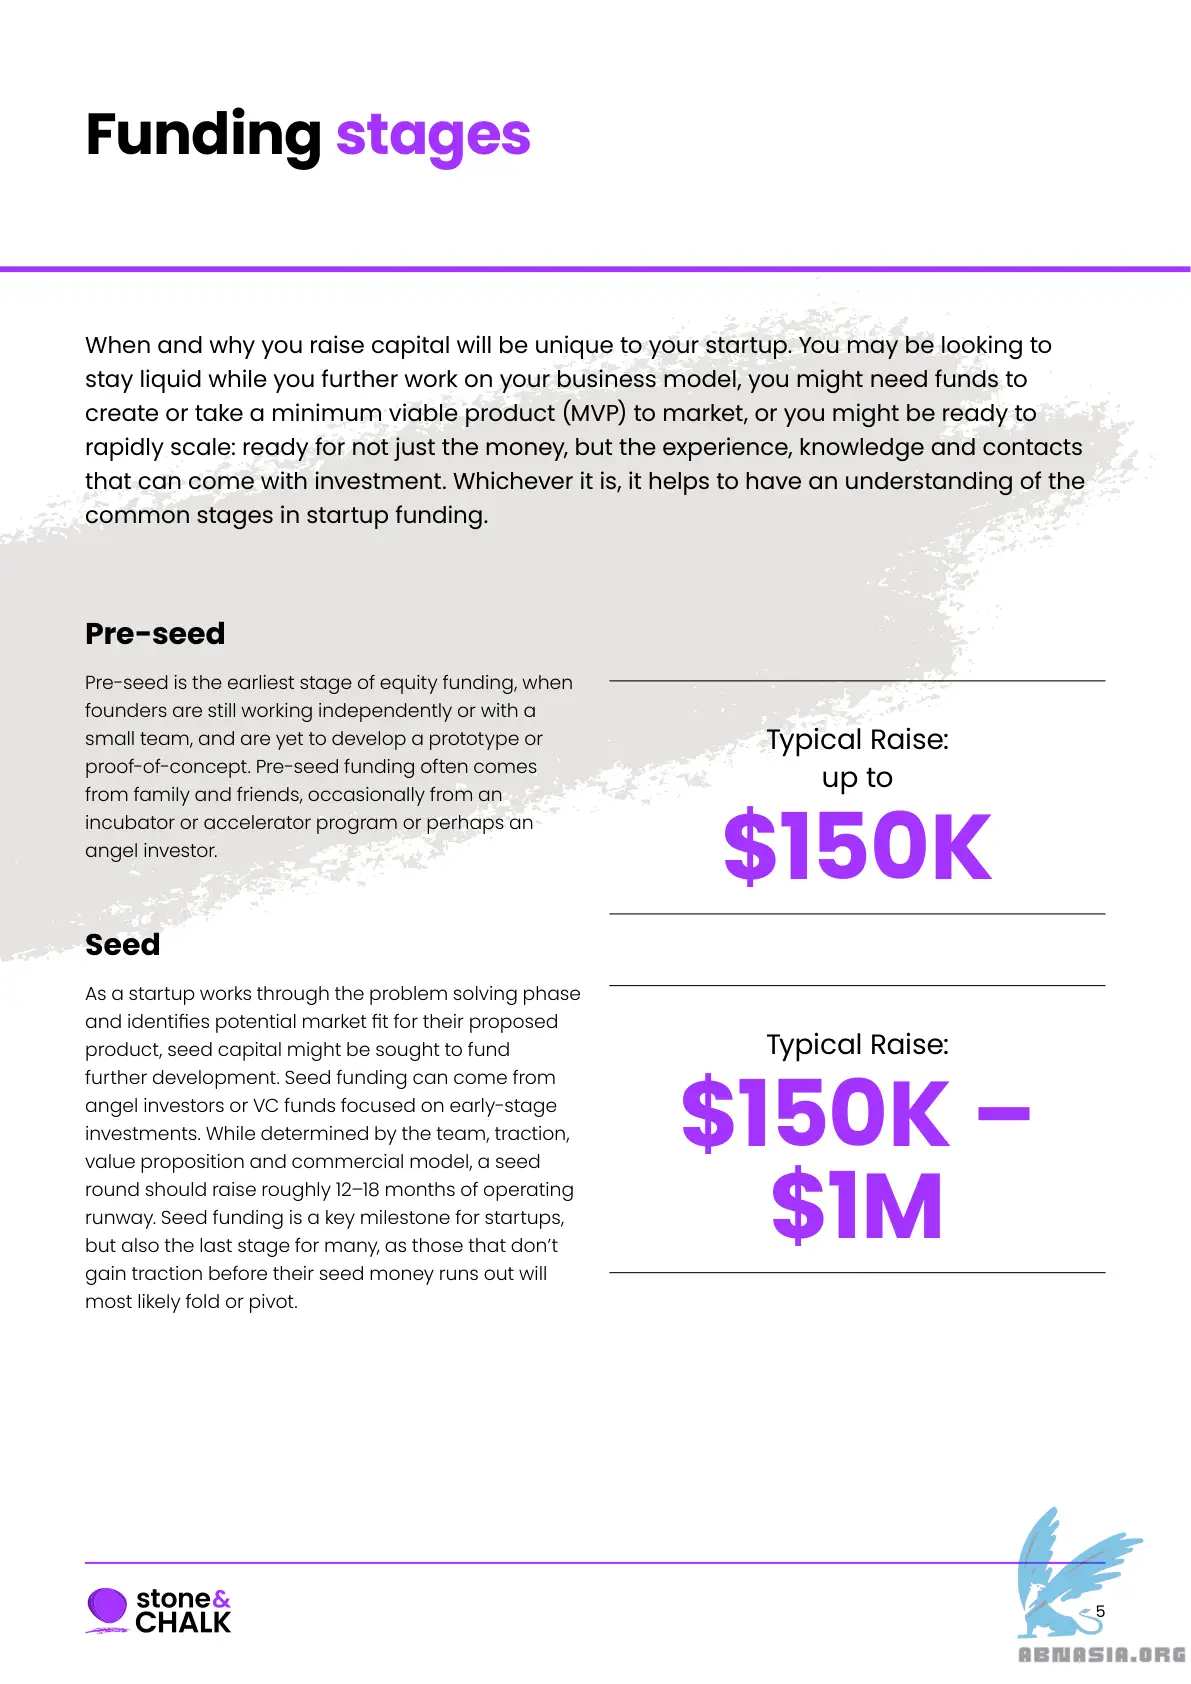 Funding stages
When and why you raise capital will be unique to your startup. You may be looking to
stay liquid while you further work on your business model, you might need funds to
create or take a minimum viable product (MVP) to market, or you might be ready to
rapidly scale: ready for not just the money, but the experience, knowledge and contacts
that can come with investment. Whichever it is, it helps to have an understanding of the
common stages in startup funding.
Pre-seed
Pre-seed is the earliest stage of equity funding, when
founders are still working independently or with a
small team, and are yet to develop a prototype or
proof-of-concept. Pre-seed funding often comes
from family and friends, occasionally from an
incubator or accelerator program or perhaps an
angel investor.
Typical Raise:
up to
$150K
Seed
As a startup works through the problem solving phase
and identifies potential market fit for their proposed
product, seed capital might be sought to fund
further development. Seed funding can come from
angel investors or VC funds focused on early-stage
investments. While determined by the team, traction,
value proposition and commercial model, a seed
round should raise roughly 12–18 months of operating
runway. Seed funding is a key milestone for startups,
but also the last stage for many, as those that don’t
gain traction before their seed money runs out will
most likely fold or pivot.
Typical Raise:
$150K –
$1M
stone&
CHALK
5
ABNASIA.ORG